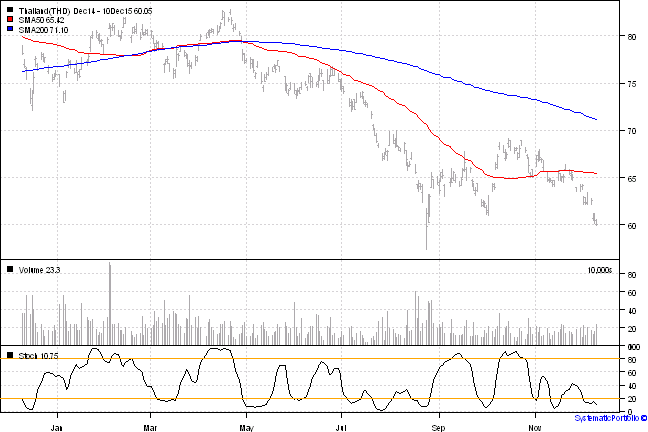 Thailand(THD) Dec14 - 10Dec15 60.05
SMA50 65.42
SMA200 71.10
80
75
70
65
60
Volume 23.3
10,000s
80
60
40
20
0
Stoch 10.75
100
80
60
40
20
0
Jan Mar May Jul Sep Nov
SystematicPortfolio ©